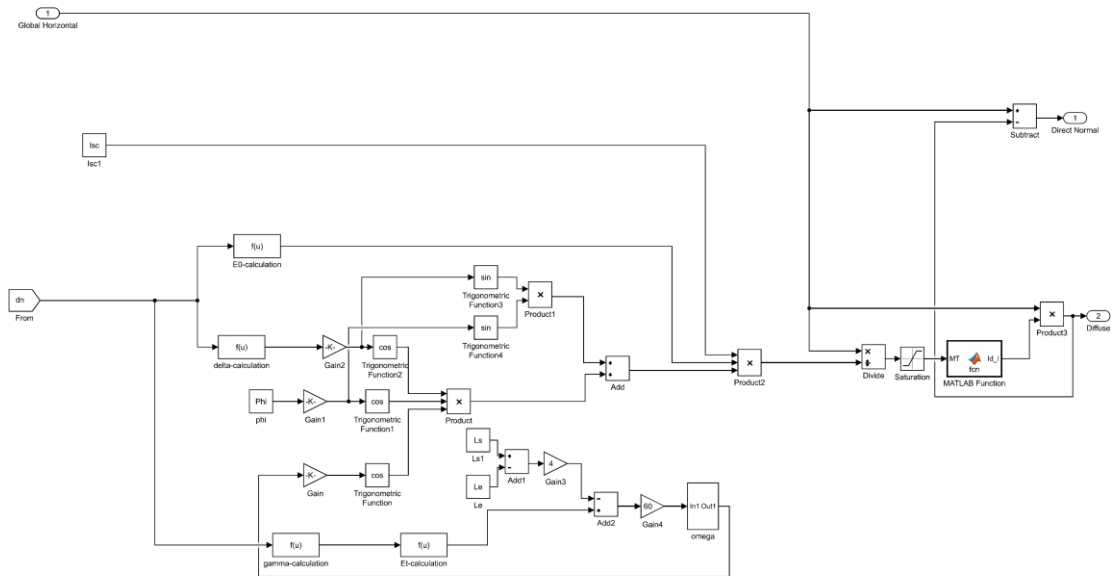 1
Global Horizontal
Isc
Isc1
+
-
Subtract
1
Direct Normal
f(u)
E0-calculation
dn
From
sin
Trigonometric
Function3
×
Product1
sin
Trigonometric
Function4
f(u)
delta-calculation
-K-
Gain2
cos
Trigonometric
Function2
+
+
Add
×
Product2
×
÷
Divide
Saturation
MT
Id_i
fcn
MATLAB Function
×
Product3
2
Diffuse
Phi
phi
-K-
Gain1
cos
Trigonometric
Function1
×
Product
-K-
Gain
cos
Trigonometric
Function
Ls
Ls1
Le
Le
+
-
Add1
4
Gain3
-
+
Add2
60
Gain4
In1 Out1
omega
f(u)
gamma-calculation
f(u)
Et-calculation